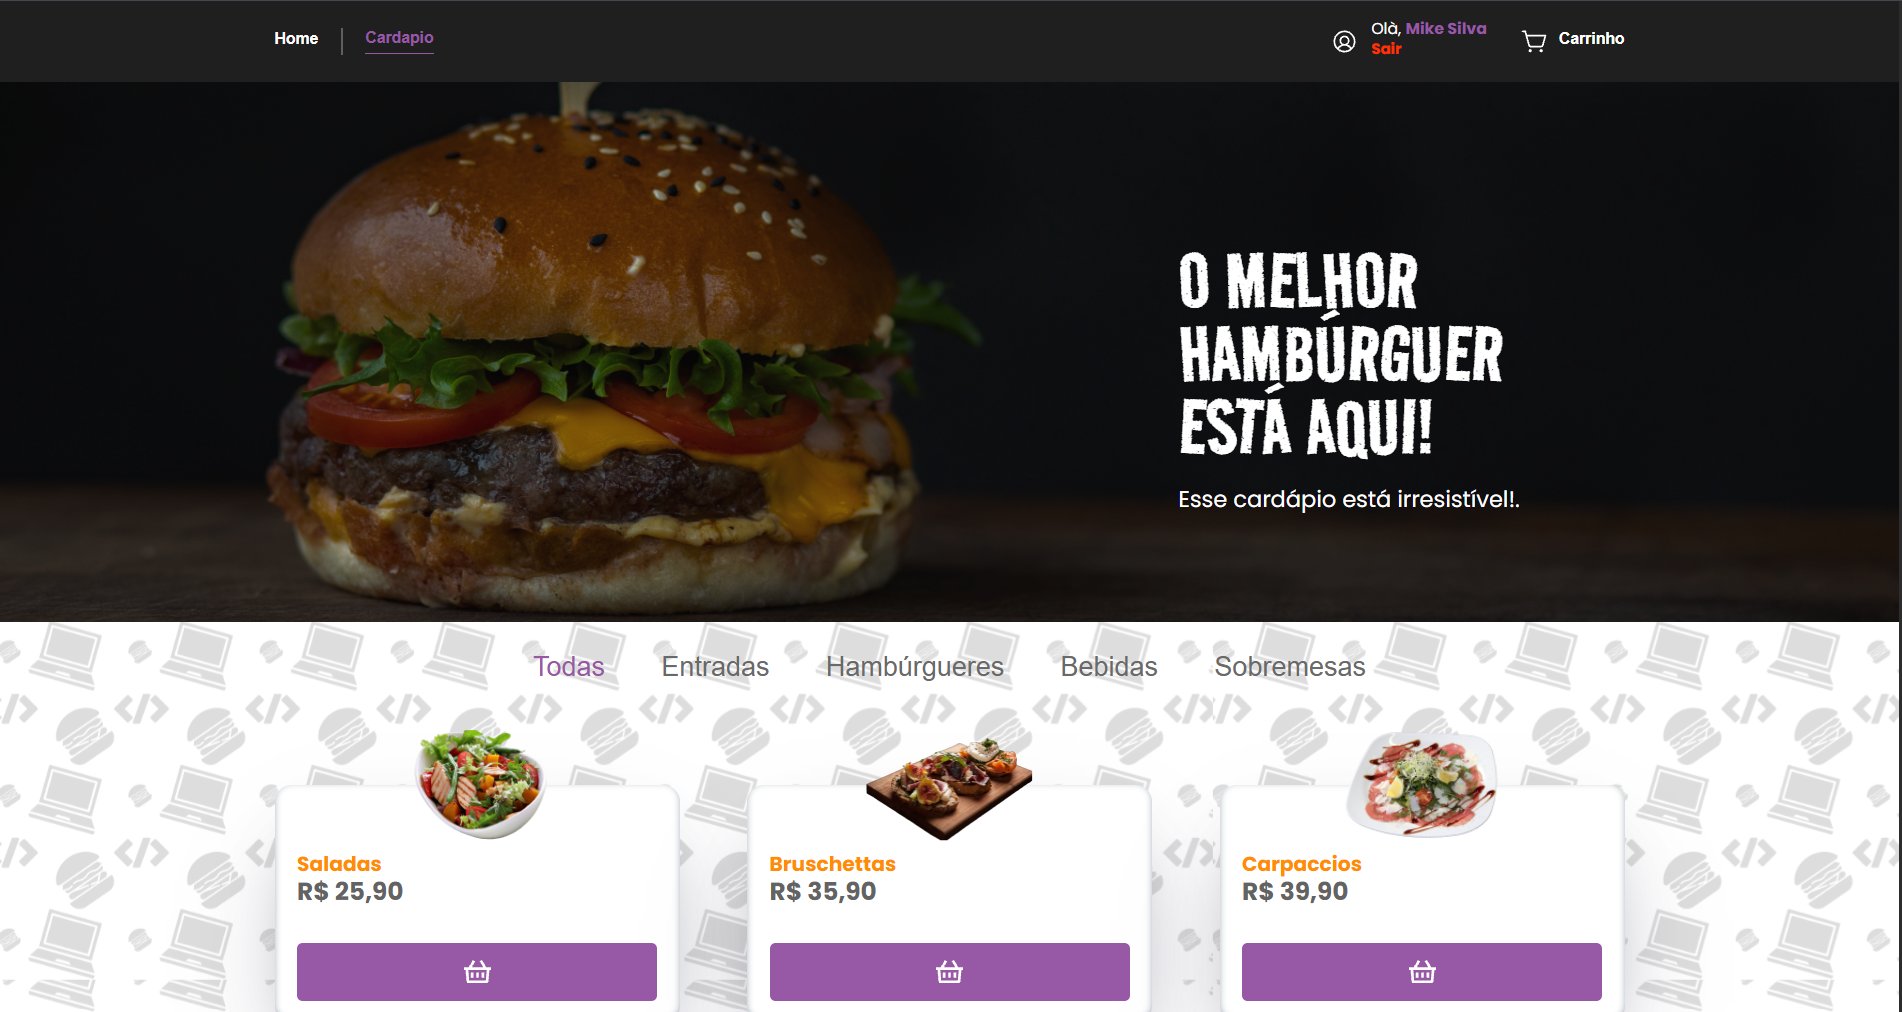 Home
Cardapio
Olà, Mike Silva
Sair
Carrinho
O MELHOR
HAMBÚRGUER
ESTÁ AQUI!
Esse cardápio está irresistível!.
Todas
Entradas
Hambúrgueres
Bebidas
Sobremesas
Saladas
R$ 25,90
Bruschettas
R$ 35,90
Carpaccios
R$ 39,90